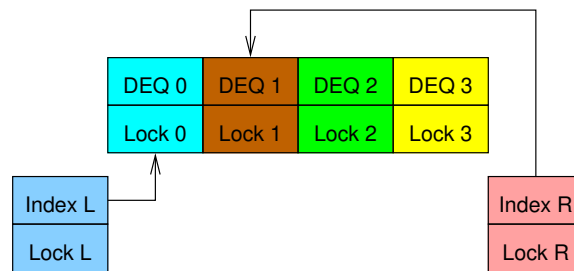 DEQ 0 DEQ 1 DEQ 2 DEQ 3
Lock 0 Lock 1 Lock 2 Lock 3
Index L Index R
Lock L Lock R